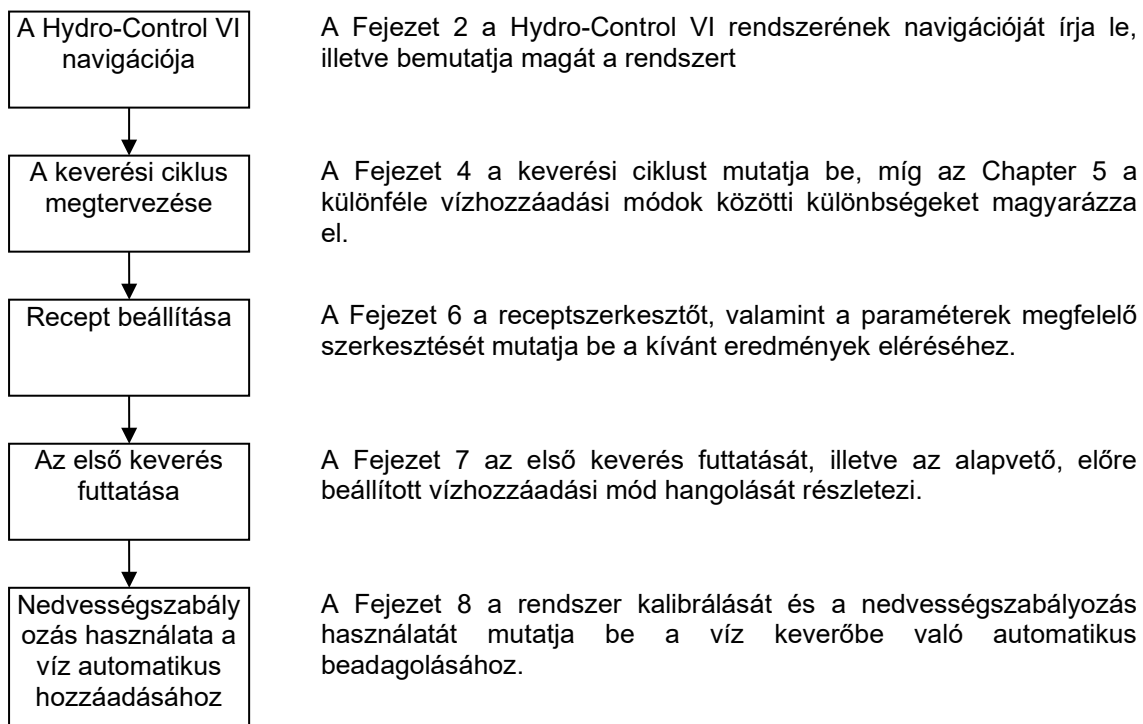 A Hydro-Control VI
navigációja
A Fejezet 2 a Hydro-Control VI rendszerének navigációját írja le,
illetve bemutatja magát a rendszert
A keverési ciklus
megtervezése
A Fejezet 4 a keverési ciklust mutatja be, míg az Chapter 5 a
különféle vízhozzáadási módok közötti különbségeket magyarázza
el.
Recept beállítása
A Fejezet 6 a receptszerkesztőt, valamint a paraméterek megfelelő
szerkesztését mutatja be a kívánt eredmények eléréséhez.
Az első keverés
futtatása
A Fejezet 7 az első keverés futtatását, illetve az alapvető, előre
beállított vízhozzáadási mód hangolását részletezi.
Nedvességszabály
ozás használata a
víz automatikus
hozzáadásához
A Fejezet 8 a rendszer kalibrálását és a nedvességszabályozás
használatát mutatja be a víz keverőbe való automatikus
beadagolásához.